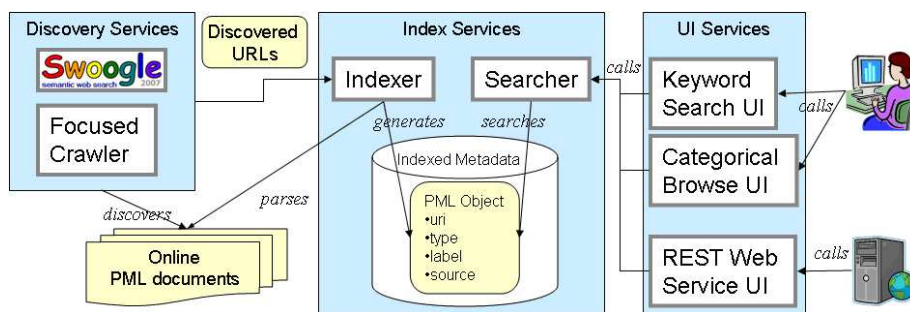 Discovery Services
Swoogle
semantic web search 2007
Focused
Crawler
discovers
Online
PML documents
Discovered
URLs
Index Services
Indexer
Searcher
generates
searches
parses
Indexed Metadata
PML Object
•uri
•type
•label
•source
UI Services
calls
Keyword
Search UI
calls
Categorical
Browse UI
REST Web
Service UI
calls